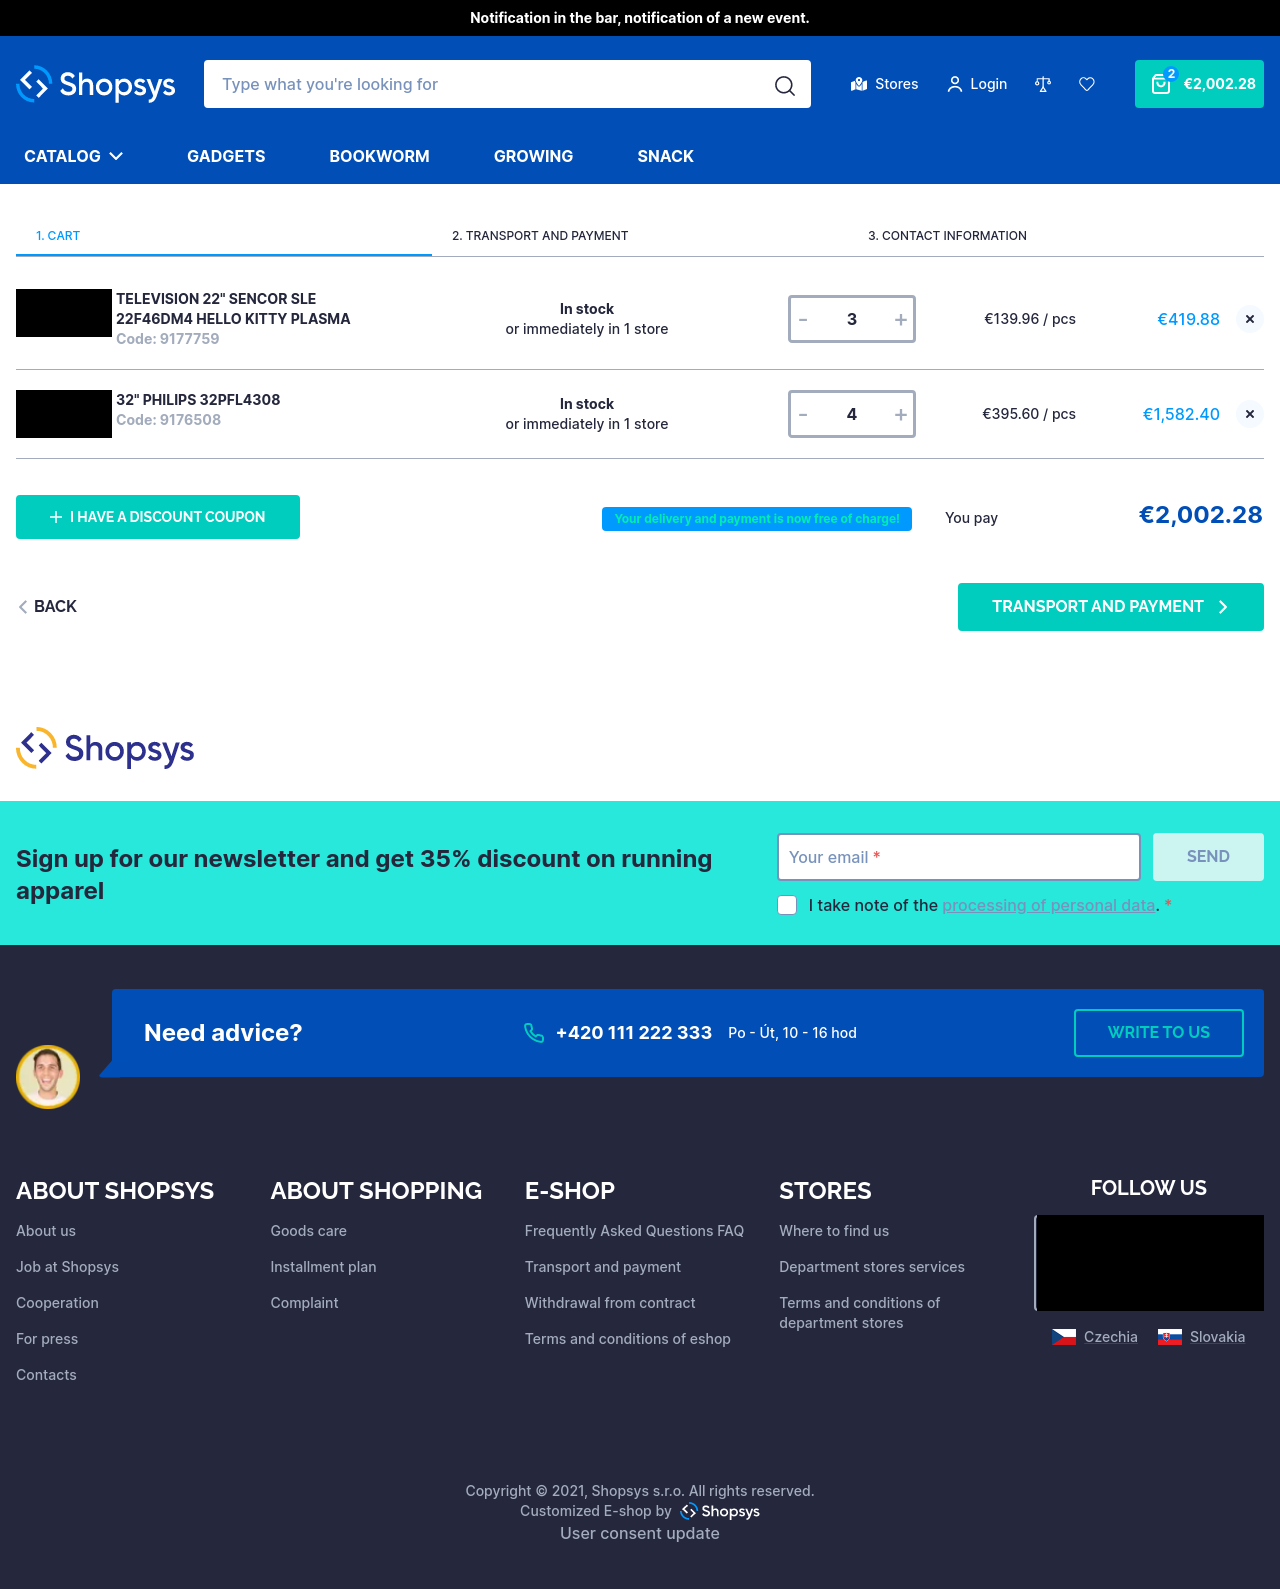 Notification in the bar, notification of a new event.
Shopsys
Type what you're looking for
Stores
Login
2
€2,002.28
CATALOG
GADGETS
BOOKWORM
GROWING
SNACK
1. CART
2. TRANSPORT AND PAYMENT
3. CONTACT INFORMATION
TELEVISION 22" SENCOR SLE
22F46DM4 HELLO KITTY PLASMA
Code: 9177759
In stock
or immediately in 1 store
- 3 +
€139.96 / pcs
€419.88
32" PHILIPS 32PFL4308
Code: 9176508
In stock
or immediately in 1 store
- 4 +
€395.60 / pcs
€1,582.40
I HAVE A DISCOUNT COUPON
Your delivery and payment is now free of charge!
You pay
€2,002.28
BACK
TRANSPORT AND PAYMENT
Shopsys
Sign up for our newsletter and get 35% discount on running
apparel
Your email *
SEND
I take note of the processing of personal data. *
Need advice?
+420 111 222 333
Po - Út, 10 - 16 hod
WRITE TO US
ABOUT SHOPSYS
About us
Job at Shopsys
Cooperation
For press
Contacts
ABOUT SHOPPING
Goods care
Installment plan
Complaint
E-SHOP
Frequently Asked Questions FAQ
Transport and payment
Withdrawal from contract
Terms and conditions of eshop
STORES
Where to find us
Department stores services
Terms and conditions of
department stores
FOLLOW US
Czechia
Slovakia
Copyright © 2021, Shopsys s.r.o. All rights reserved.
Customized E-shop by Shopsys
User consent update